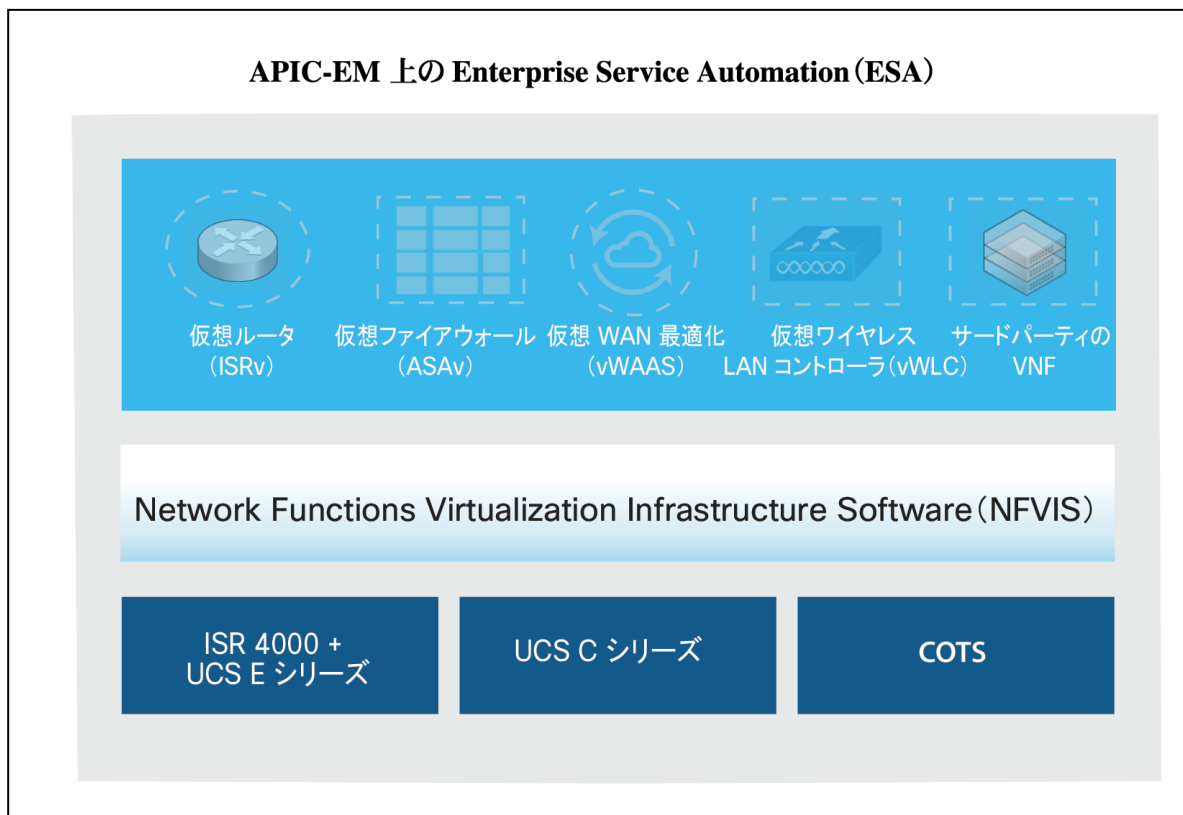 APIC-EM 上の Enterprise Service Automation（ESA）
仮想ルータ
（ISRv）
仮想ファイアウォール
（ASAv）
仮想 WAN 最適化
（vWAAS）
仮想ワイヤレス
LAN コントローラ（vWLC）
サードパーティの
VNF
Network Functions Virtualization Infrastructure Software（NFVIS）
ISR 4000 +
UCS E シリーズ
UCS C シリーズ
COTS